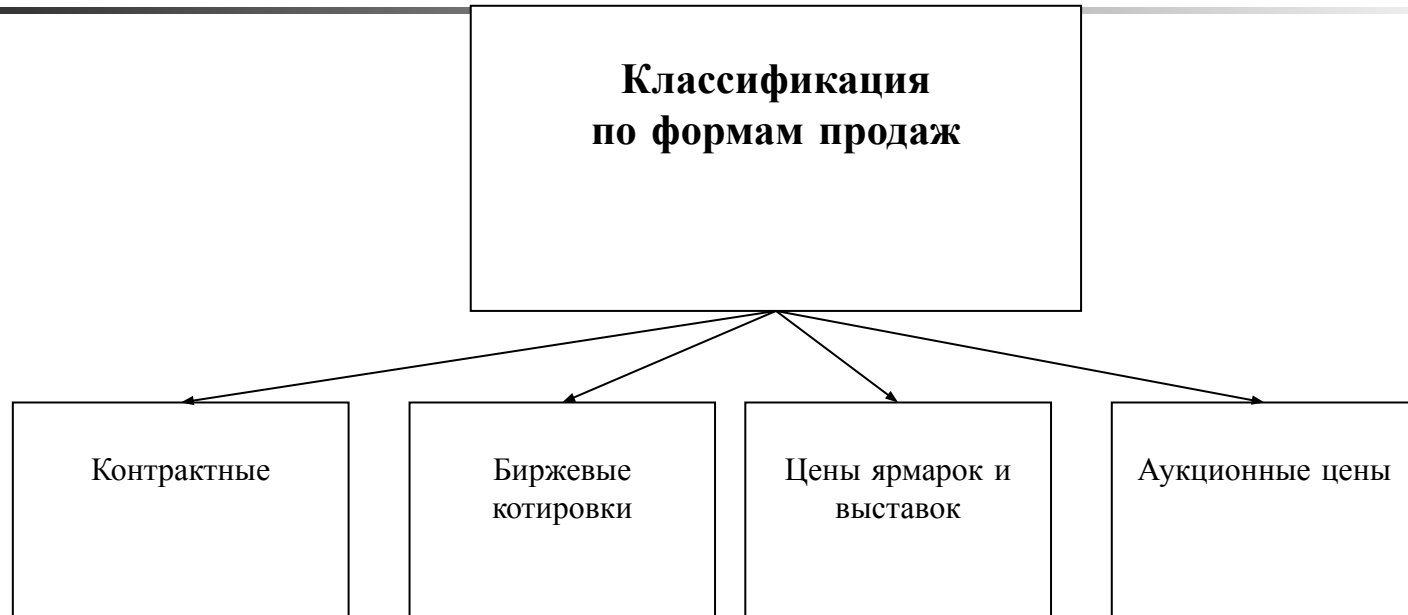 Классификация
по формам продаж
Контрактные
Биржевые
котировки
Цены ярмарок и
выставок
Аукционные цены